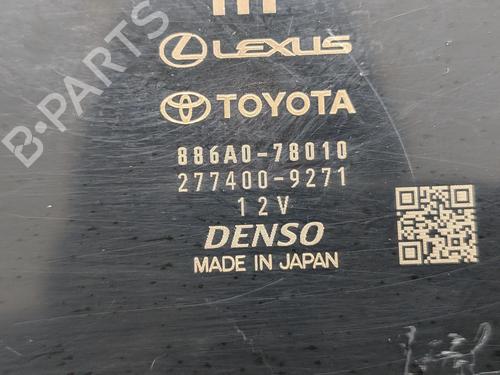 LEXUS
TOYOTA
886A0-78010
277400-9271
12V
DENSO
MADE IN JAPAN
B-PARTS